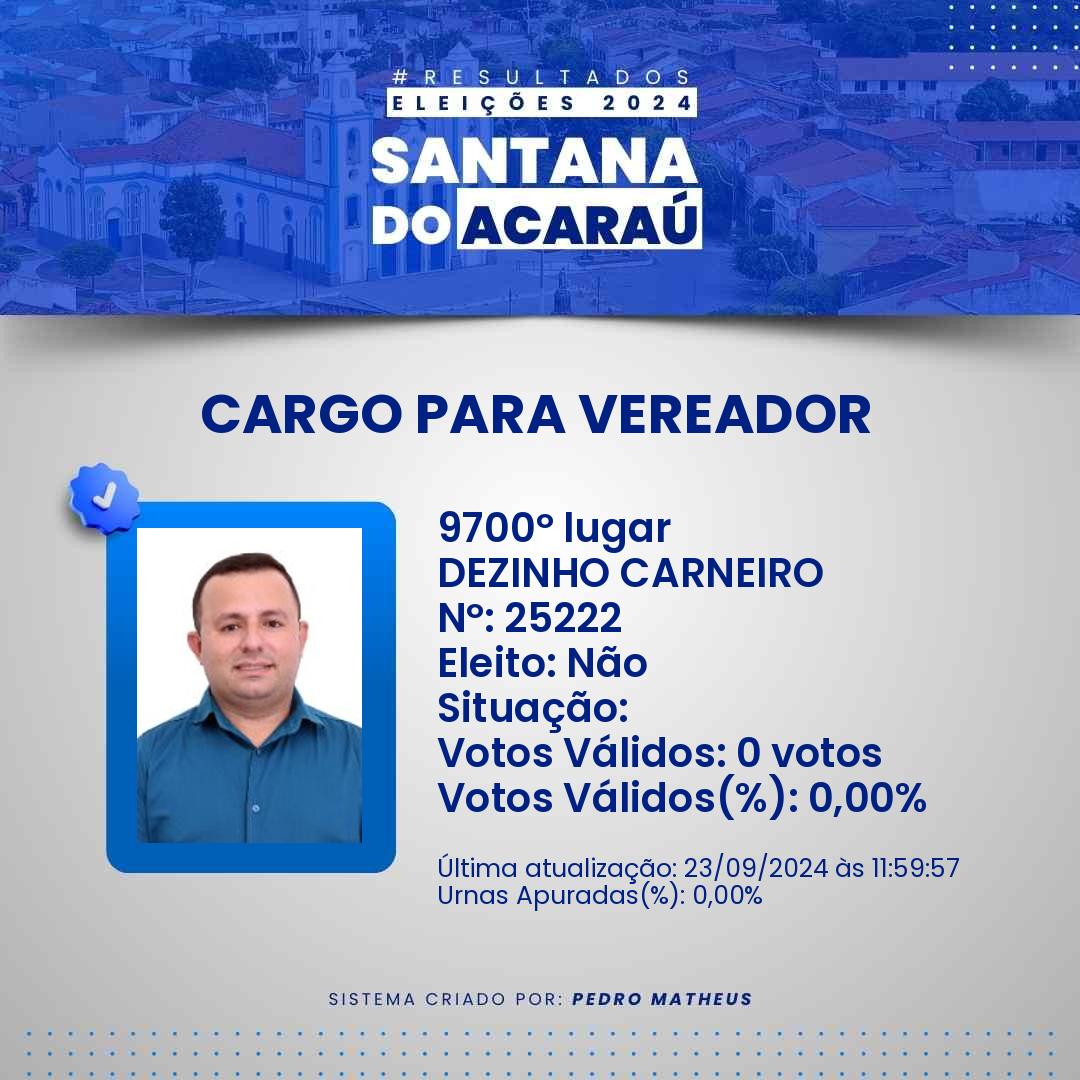 #RESULTADOS
ELEIÇÕES 2024
SANTANA
DO ACARAÚ
CARGO PARA VEREADOR
9700º lugar
DEZINHO CARNEIRO
Nº: 25222
Eleito: Não
Situação:
Votos Válidos: 0 votos
Votos Válidos(%): 0,00%
Última atualização: 23/09/2024 às 11:59:57
Urnas Apuradas(%): 0,00%
SISTEMA CRIADO POR: PEDRO MATHEUS